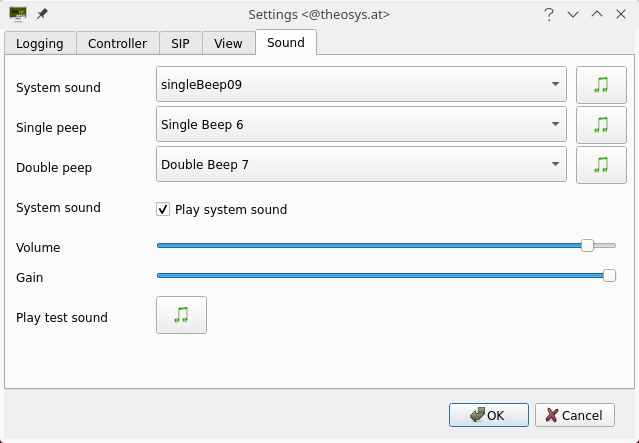 Settings <@theosys.at>
Logging Controller SIP View Sound
System sound singleBeep09
Single peep Single Beep 6
Double peep Double Beep 7
System sound Play system sound
Volume
Gain
Play test sound
OK Cancel